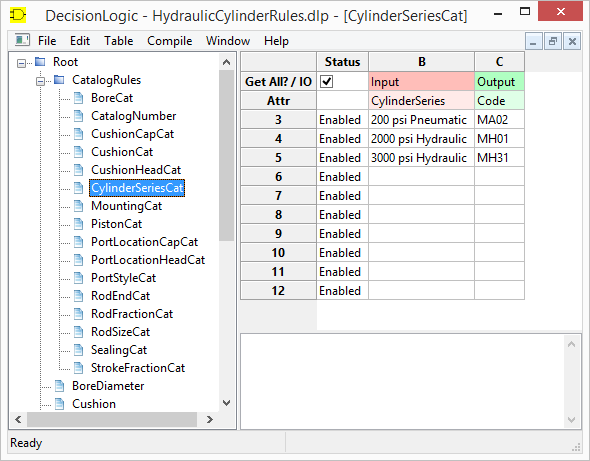 DecisionLogic - HydraulicCylinderRules.dlp - [CylinderSeriesCat]
File Edit Table Compile Window Help
Root
CatalogRules
BoreCat
CatalogNumber
CushionCapCat
CushionCat
CushionHeadCat
CylinderSeriesCat
MountingCat
PistonCat
PortLocationCapCat
PortLocationHeadCat
PortStyleCat
RodEndCat
RodFractionCat
RodSizeCat
SealingCat
StrokeFractionCat
BoreDiameter
Cushion
Status B C
Get All? / IO Input Output
Attr CylinderSeries Code
3 Enabled 200 psi Pneumatic MA02
4 Enabled 2000 psi Hydraulic MH01
5 Enabled 3000 psi Hydraulic MH31
6 Enabled
7 Enabled
8 Enabled
9 Enabled
10 Enabled
11 Enabled
12 Enabled
Ready